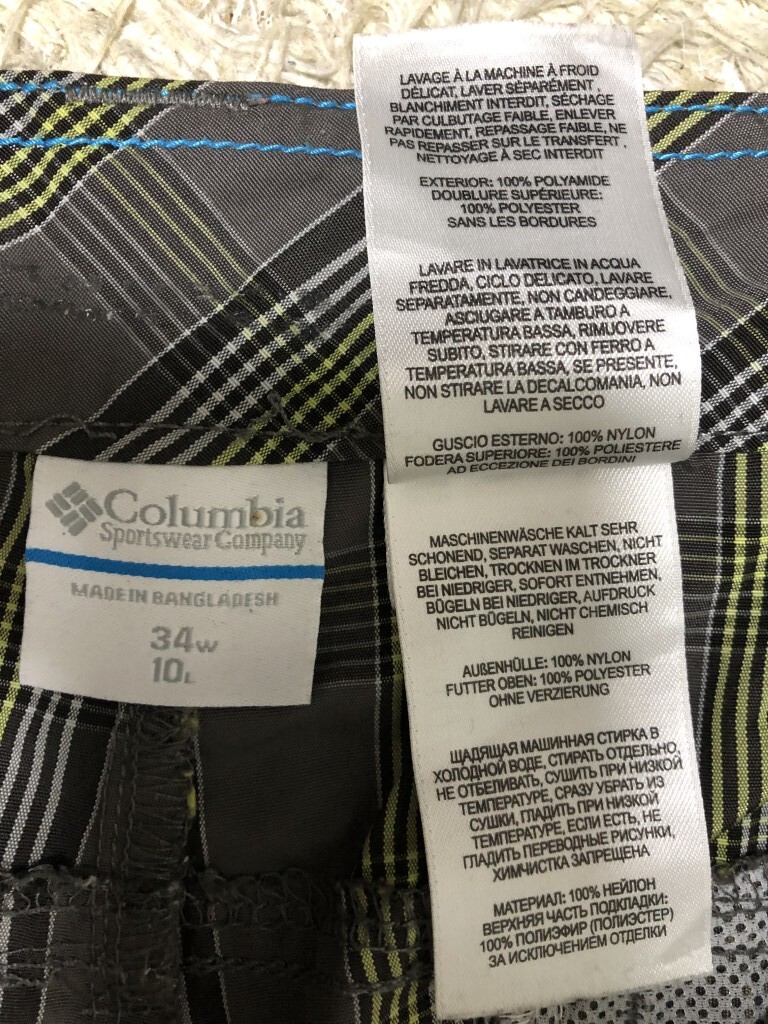 LAVAGE À LA MACHINE À FROID
DÉLICAT, LAVER SÉPARÉMENT,
BLANCHIMENT INTERDIT, SÉCHAGE
PAR CULBUTAGE FAIBLE, ENLEVER
RAPIDEMENT, REPASSAGE FAIBLE, NE
PAS REPASSER SUR LE TRANSFERT,
NETTOYAGE À SEC INTERDIT
EXTERIOR: 100% POLYAMIDE
DOUBLURE SUPÉRIEURE:
100% POLYESTER
SANS LES BORDURES
LAVARE IN LAVATRICE IN ACQUA
FREDDA, CICLO DELICATO, LAVARE
SEPARATAMENTE, NON CANDEGGIARE,
ASCIUGARE A TAMBURO A
TEMPERATURA BASSA, RIMUOVERE
SUBITO, STIRARE CON FERRO A
TEMPERATURA BASSA, SE PRESENTE,
NON STIRARE LA DECALCOMANIA, NON
LAVARE A SECCO
GUSCIO ESTERNO: 100% NYLON
FODERA SUPERIORE: 100% POLIESTERE
AD ECCEZIONE DEI BORDINI
Columbia
Sportswear Company
MADE IN BANGLADESH
34W
10L
MASCHINENWÄSCHE KALT SEHR
SCHONEND, SEPARAT WASCHEN, NICHT
BLEICHEN, TROCKNEN IM TROCKNER
BEI NIEDRIGER, SOFORT ENTNEHMEN,
BÜGELN BEI NIEDRIGER, AUFDRUCK
NICHT BÜGELN, NICHT CHEMISCH
REINIGEN
AUßENHÜLLE: 100% NYLON
FUTTER OBEN: 100% POLYESTER
OHNE VERZIERUNG
ЩАДЯЩАЯ МАШИННАЯ СТИРКА В
ХОЛОДНОЙ ВОДЕ, СТИРАТЬ ОТДЕЛЬНО,
НЕ ОТБЕЛИВАТЬ, СУШИТЬ ПРИ НИЗКОЙ
ТЕМПЕРАТУРЕ, СРАЗУ УБРАТЬ ИЗ
СУШКИ, ГЛАДИТЬ ПРИ НИЗКОЙ
ТЕМПЕРАТУРЕ, ЕСЛИ ЕСТЬ, НЕ
ГЛАДИТЬ ПЕРЕВОДНЫЕ РИСУНКИ,
ХИМЧИСТКА ЗАПРЕЩЕНА
МАТЕРИАЛ: 100% НЕЙЛОН
ВЕРХНЯЯ ЧАСТЬ ПОДКЛАДКИ:
100% ПОЛИЭФИР (ПОЛИЭСТЕР)
ЗА ИСКЛЮЧЕНИЕМ ОТДЕЛКИ